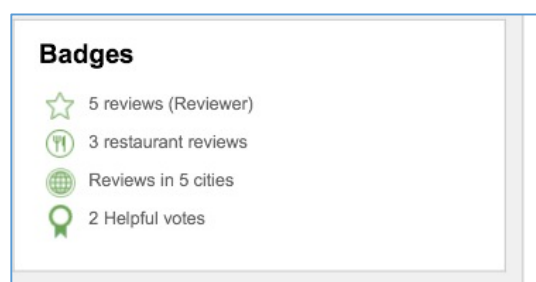 Badges
5 reviews (Reviewer)
3 restaurant reviews
Reviews in 5 cities
2 Helpful votes